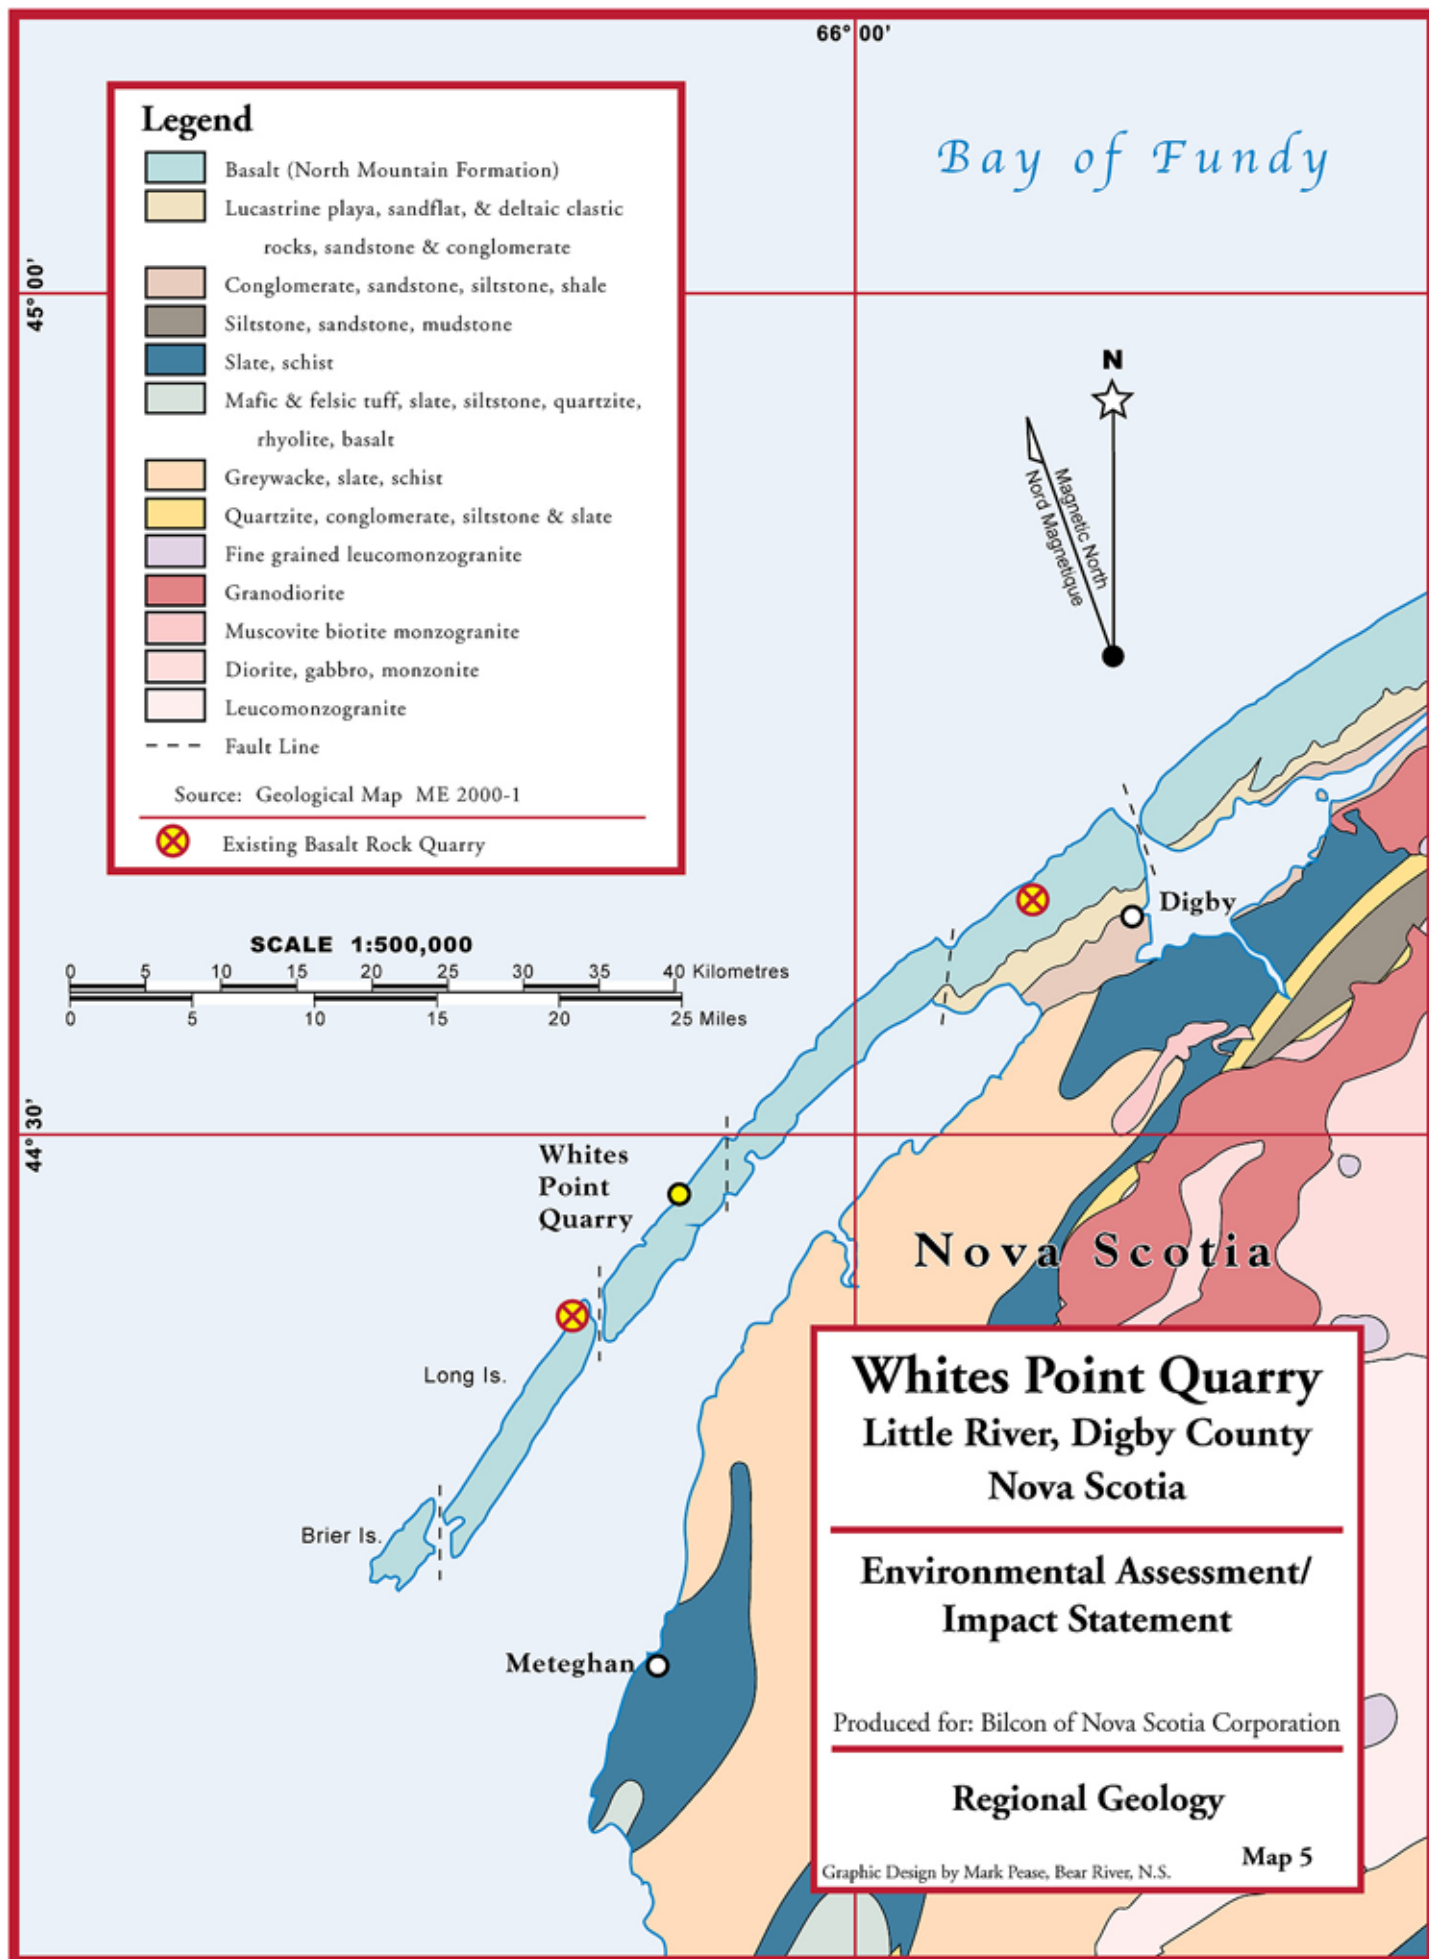 66° 00'
Bay of Fundy
Legend
Basalt (North Mountain Formation)
Lucastrine playa, sandflat, & deltaic clastic
rocks, sandstone & conglomerate
Conglomerate, sandstone, siltstone, shale
Siltstone, sandstone, mudstone
Slate, schist
Mafic & felsic tuff, slate, siltstone, quartzite,
rhyolite, basalt
Greywacke, slate, schist
Quartzite, conglomerate, siltstone & slate
Fine grained leucomonzogranite
Granodiorite
Muscovite biotite monzogranite
Diorite, gabbro, monzonite
Leucomonzogranite
Fault Line
Source: Geological Map ME 2000-1
Existing Basalt Rock Quarry
45° 00'
N
Magnetic North
Nord Magnetique
Digby
SCALE 1:500,000
0 5 10 15 20 25 30 35 40 Kilometres
0 5 10 15 20 25 Miles
44° 30'
Whites
Point
Quarry
Nova Scotia
Long Is.
Brier Is.
Meteghan
Whites Point Quarry
Little River, Digby County
Nova Scotia
Environmental Assessment/
Impact Statement
Produced for: Bilcon of Nova Scotia Corporation
Regional Geology
Map 5
Graphic Design by Mark Pease, Bear River, N.S.